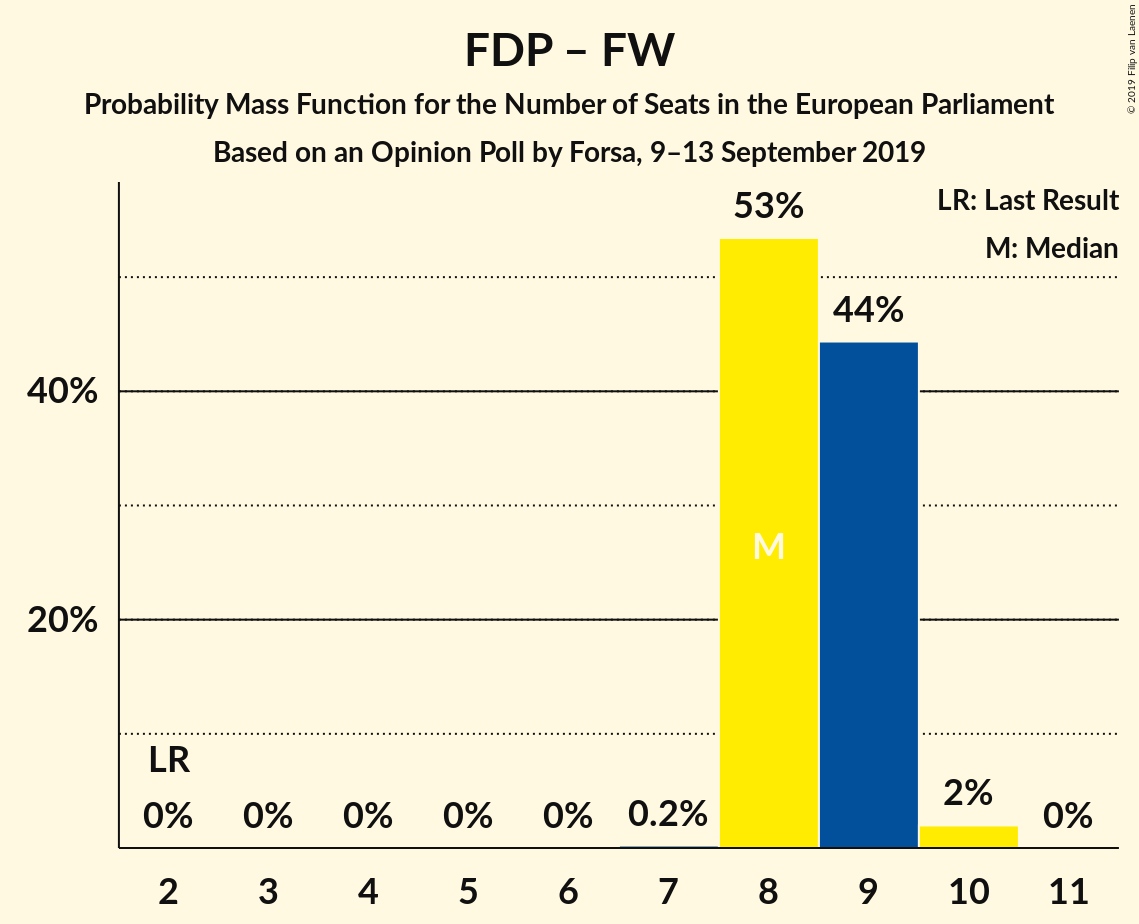 FDP – FW
Probability Mass Function for the Number of Seats in the European Parliament
Based on an Opinion Poll by Forsa, 9–13 September 2019
© 2019 Filip van Laenen
LR: Last Result
M: Median
53%
44%
40%
M
20%
LR
0% 0% 0% 0% 0% 0.2% 2% 0%
2 3 4 5 6 7 8 9 10 11